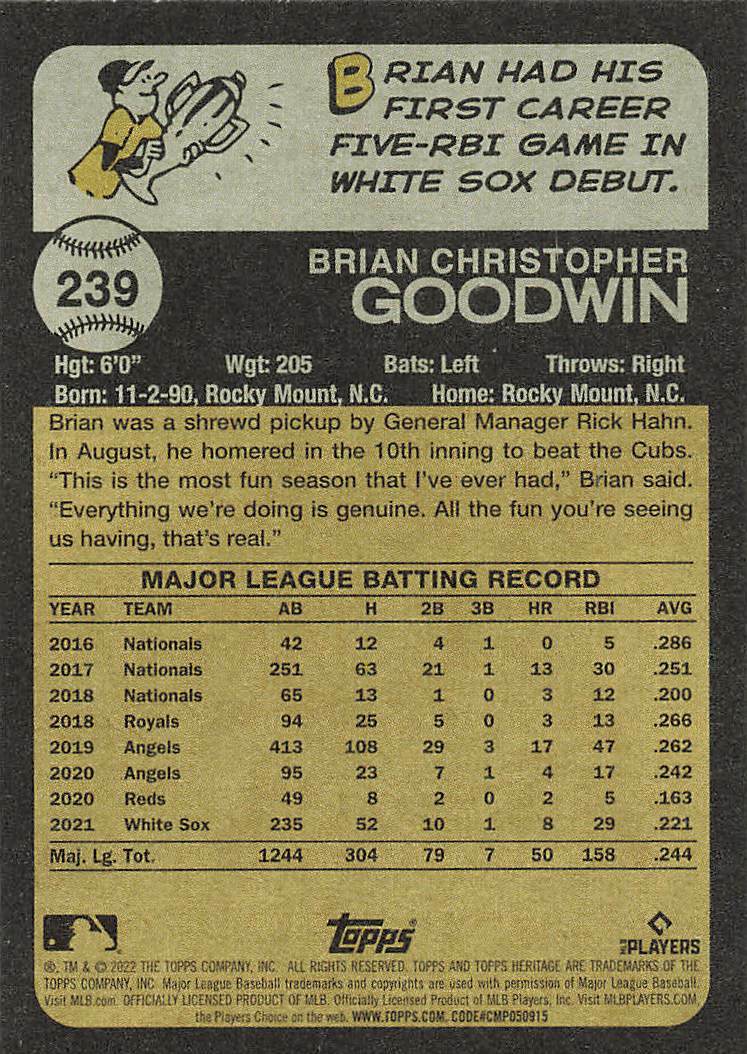 BRIAN HAD HIS
FIRST CAREER
FIVE-RBI GAME IN
WHITE SOX DEBUT.
239
BRIAN CHRISTOPHER
GOODWIN
Hgt: 6'0" Wgt: 205 Bats: Left Throws: Right
Born: 11-2-90, Rocky Mount, N.C. Home: Rocky Mount, N.C.
Brian was a shrewd pickup by General Manager Rick Hahn.
In August, he homered in the 10th inning to beat the Cubs.
“This is the most fun season that I've ever had,” Brian said.
“Everything we're doing is genuine. All the fun you're seeing
us having, that's real.”
MAJOR LEAGUE BATTING RECORD
YEAR TEAM AB H 2B 3B HR RBI AVG
2016 Nationals 42 12 4 1 0 5 .286
2017 Nationals 251 63 21 1 13 30 .251
2018 Nationals 65 13 1 0 3 12 .200
2018 Royals 94 25 5 0 3 13 .266
2019 Angels 413 108 29 3 17 47 .262
2020 Angels 95 23 7 1 4 17 .242
2020 Reds 49 8 2 0 2 5 .163
2021 White Sox 235 52 10 1 8 29 .221
Maj. Lg. Tot. 1244 304 79 7 50 158 .244
Topps® MLB PLAYERS
®, TM & © 2022 THE TOPPS COMPANY, INC. ALL RIGHTS RESERVED. TOPPS AND TOPPS HERITAGE ARE TRADEMARKS OF THE
TOPPS COMPANY, INC. Major League Baseball trademarks and copyrights are used with permission of Major League Baseball.
Visit MLB.com. OFFICIALLY LICENSED PRODUCT OF MLB. Officially Licensed Product of MLB Players, Inc. Visit MLBPLAYERS.COM,
the Players Choice on the web. WWW.TOPPS.COM. CODE#CMP050915